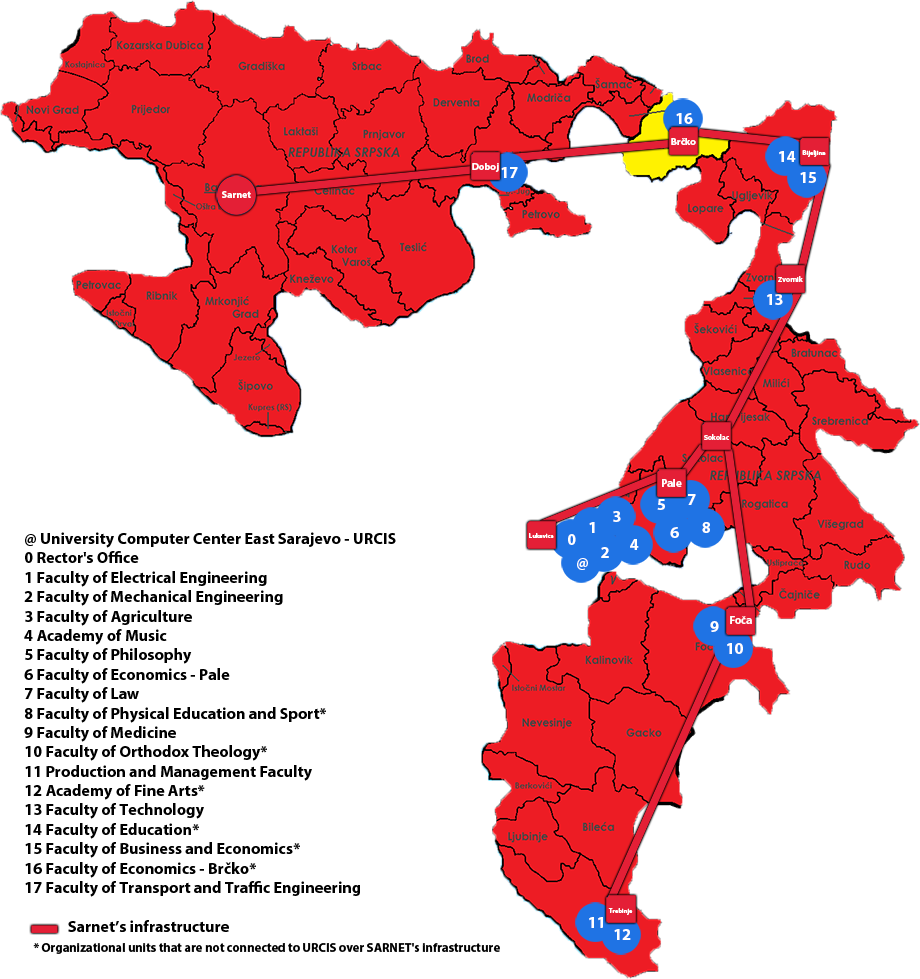 Kozarska Dubica
Kostajnica
Gradiška
Srbac
Brod
Šamac
Novi Grad
Prijedor
Derventa
Modriča
16
Laktaši
Prnjavor
REPUBLIKA SRPSKA
Brčko
Doboj
17
14
Bijeljina
15
Sarnet
Čelinac
Petrovo
Lopare
Ugljevik
Kotor
Varoš
Teslić
Kneževo
Petrovac
Ribnik
Mrkonjić
Grad
Istočni
Zvornik
13
Šekovići
Bratunac
Jezero
Šipovo
Kupres (RS)
Vlasenica
Milići
Srebrenica
Sokolac
REPUBLIKA SRPSKA
Pale
5
7
Rogatica
Višegrad
Lukavica
0
1
3
@
2
4
6
8
Rudo
Čajniče
9
Foča
10
Kalinovik
Istočni Mostar
Nevesinje
Gacko
Berkovići
Ljubinje
Bileća
11
Trebinje
12
@ University Computer Center East Sarajevo - URCIS
0 Rector's Office
1 Faculty of Electrical Engineering
2 Faculty of Mechanical Engineering
3 Faculty of Agriculture
4 Academy of Music
5 Faculty of Philosophy
6 Faculty of Economics - Pale
7 Faculty of Law
8 Faculty of Physical Education and Sport*
9 Faculty of Medicine
10 Faculty of Orthodox Theology*
11 Production and Management Faculty
12 Academy of Fine Arts*
13 Faculty of Technology
14 Faculty of Education*
15 Faculty of Business and Economics*
16 Faculty of Economics - Brčko*
17 Faculty of Transport and Traffic Engineering
Sarnet's infrastructure
* Organizational units that are not connected to URCIS over SARNET's infrastructure